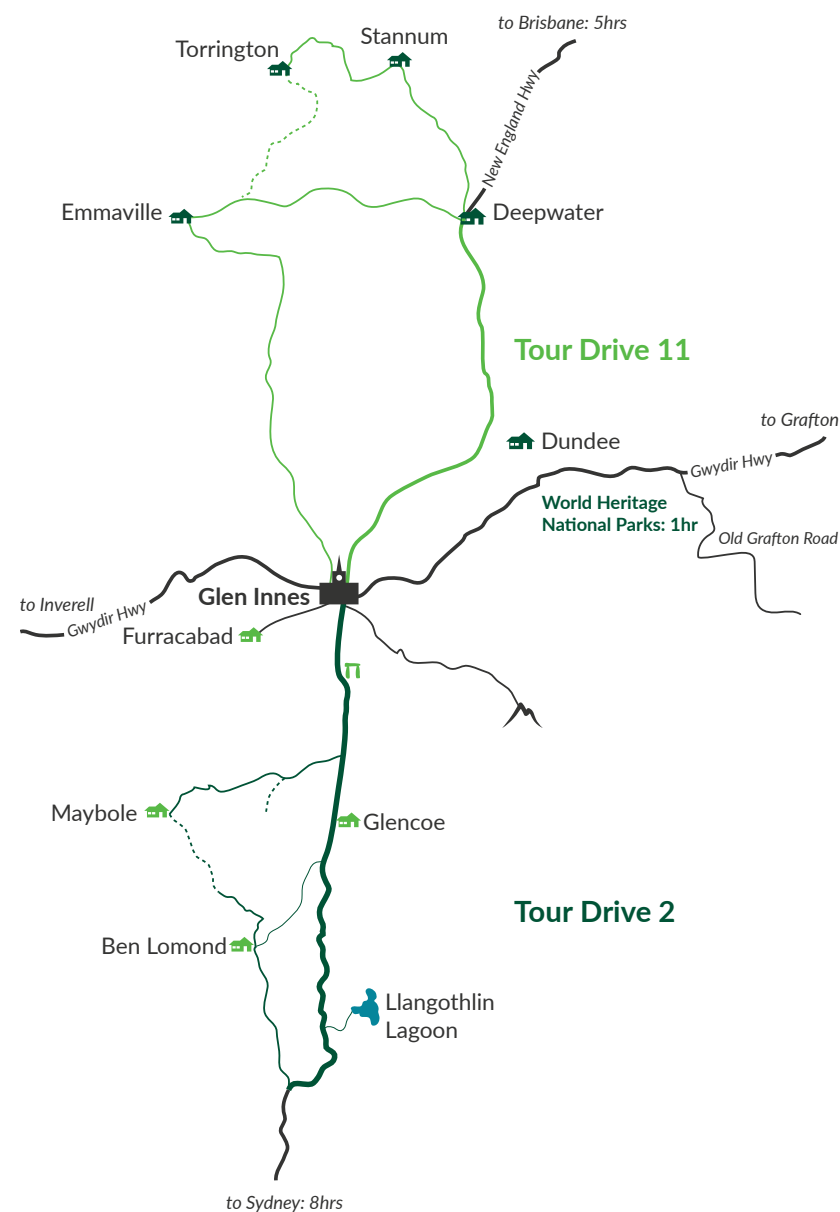 to Brisbane: 5hrs
Stannum
Torrington
New England Hwy
Emmaville
Deepwater
Tour Drive 11
to Grafton
Dundee
Gwydir Hwy
World Heritage
National Parks: 1hr
Old Grafton Road
Glen Innes
to Inverell
Gwydir Hwy
Furracabad
Maybole
Glencoe
Tour Drive 2
Ben Lomond
Llangothlin
Lagoon
to Sydney: 8hrs